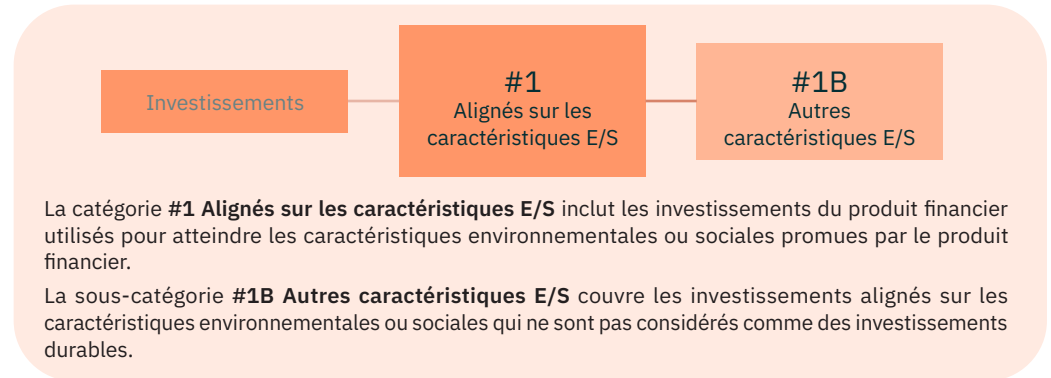 Investissements
#1
Alignés sur les
caractéristiques E/S
#1B
Autres
caractéristiques E/S
La catégorie #1 Alignés sur les caractéristiques E/S inclut les investissements du produit financier
utilisés pour atteindre les caractéristiques environnementales ou sociales promues par le produit
financier.
La sous-catégorie #1B Autres caractéristiques E/S couvre les investissements alignés sur les
caractéristiques environnementales ou sociales qui ne sont pas considérés comme des investissements
durables.